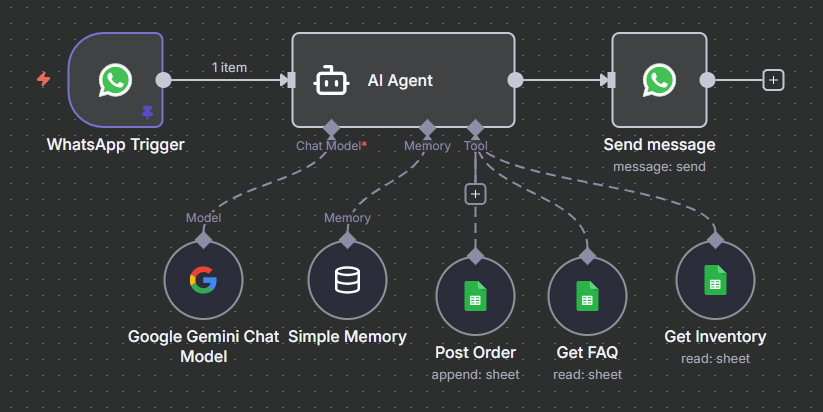 1 item
AI Agent
WhatsApp Trigger
Chat Model*
Memory
Tool
Send message
message: send
Model
Memory
Google Gemini Chat
Model
Simple Memory
Post Order
append: sheet
Get FAQ
read: sheet
Get Inventory
read: sheet